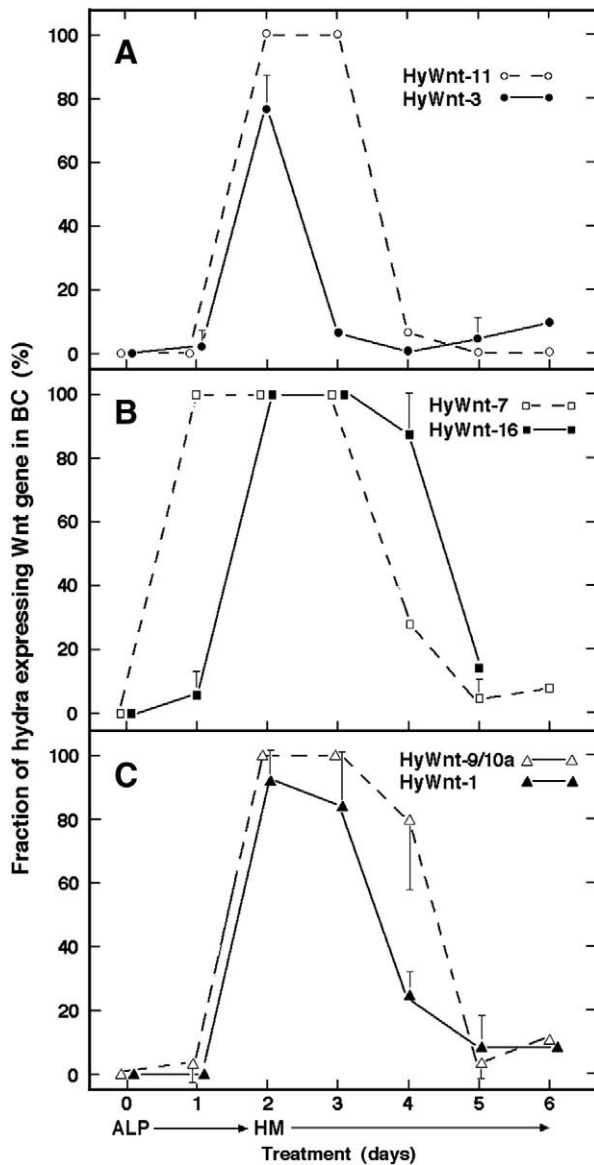 Fraction of hydra expressing Wnt gene in BC (%)
A
HyWnt-11
HyWnt-3
100
80
60
40
20
0
B
HyWnt-7
HyWnt-16
100
80
60
40
20
0
C
HyWnt-9/10a
HyWnt-1
100
80
60
40
20
0
0 1 2 3 4 5 6
ALP HM
Treatment (days)